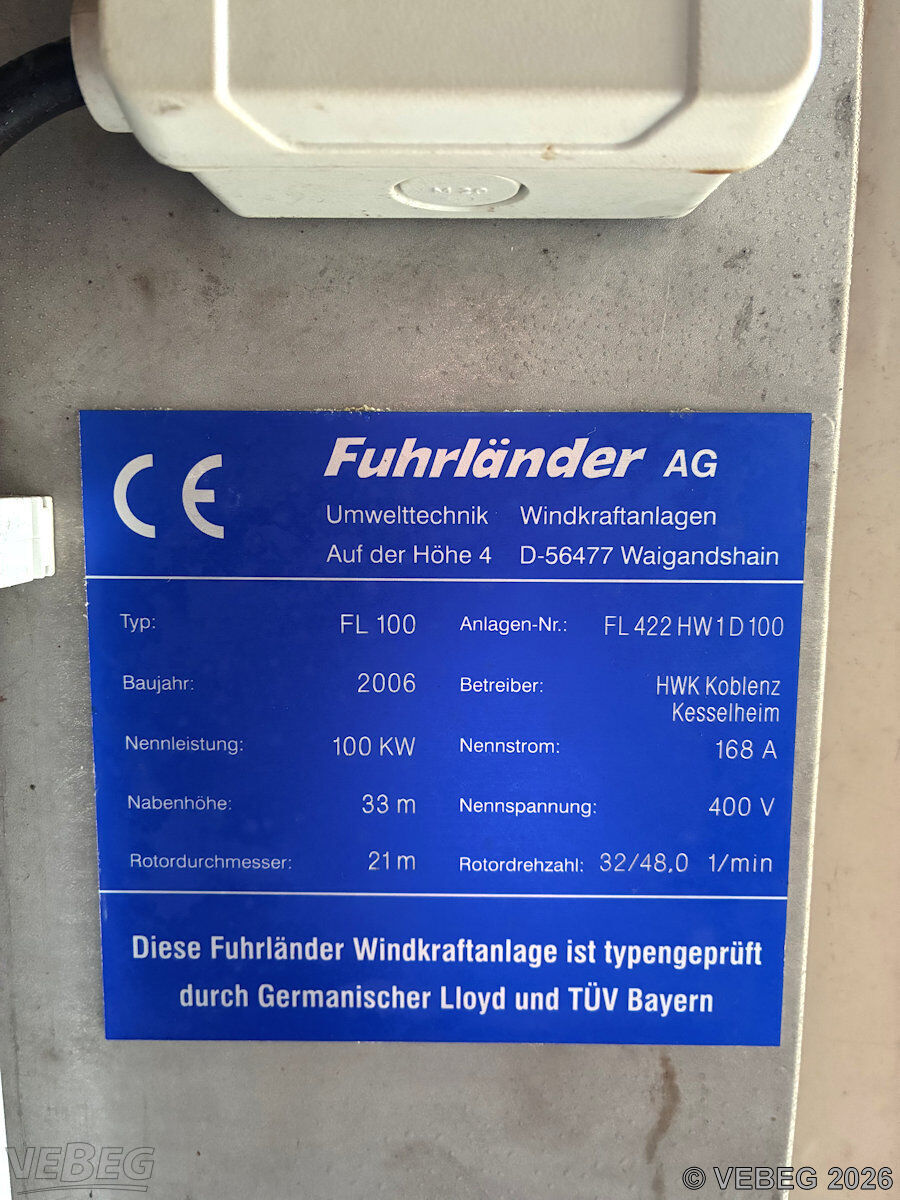 M 20
CE
Fuhrländer AG
Umwelttechnik Windkraftanlagen
Auf der Höhe 4 D-56477 Waigandshain
Typ: FL 100 Anlagen-Nr.: FL 422 HW 1 D 100
Baujahr: 2006 Betreiber: HWK Koblenz
Kesselheim
Nennleistung: 100 KW Nennstrom: 168 A
Nabenhöhe: 33 m Nennspannung: 400 V
Rotordurchmesser: 21 m Rotordrehzahl: 32/48,0 1/min
Diese Fuhrländer Windkraftanlage ist typengeprüft
durch Germanischer Lloyd und TÜV Bayern
VEBEG
© VEBEG 2026